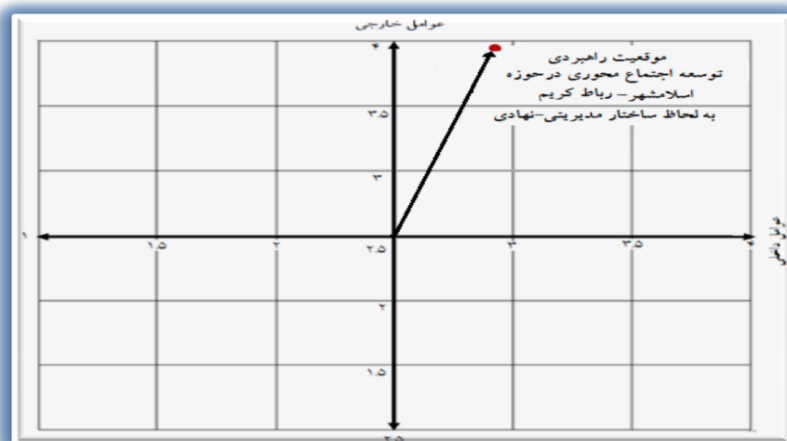 عوامل خارجی
۴
موقعیت راهبردی
توسعه اجتماع محوری درحوزه
اسلامشهر– رباط کریم
به لحاظ ساختار مدیریتی-نهادی
۳.۵
۳
۱
۱.۵
۲
۲.۵
۳
۳.۵
۴
عوامل داخلی
۲
۱.۵
۲.۵